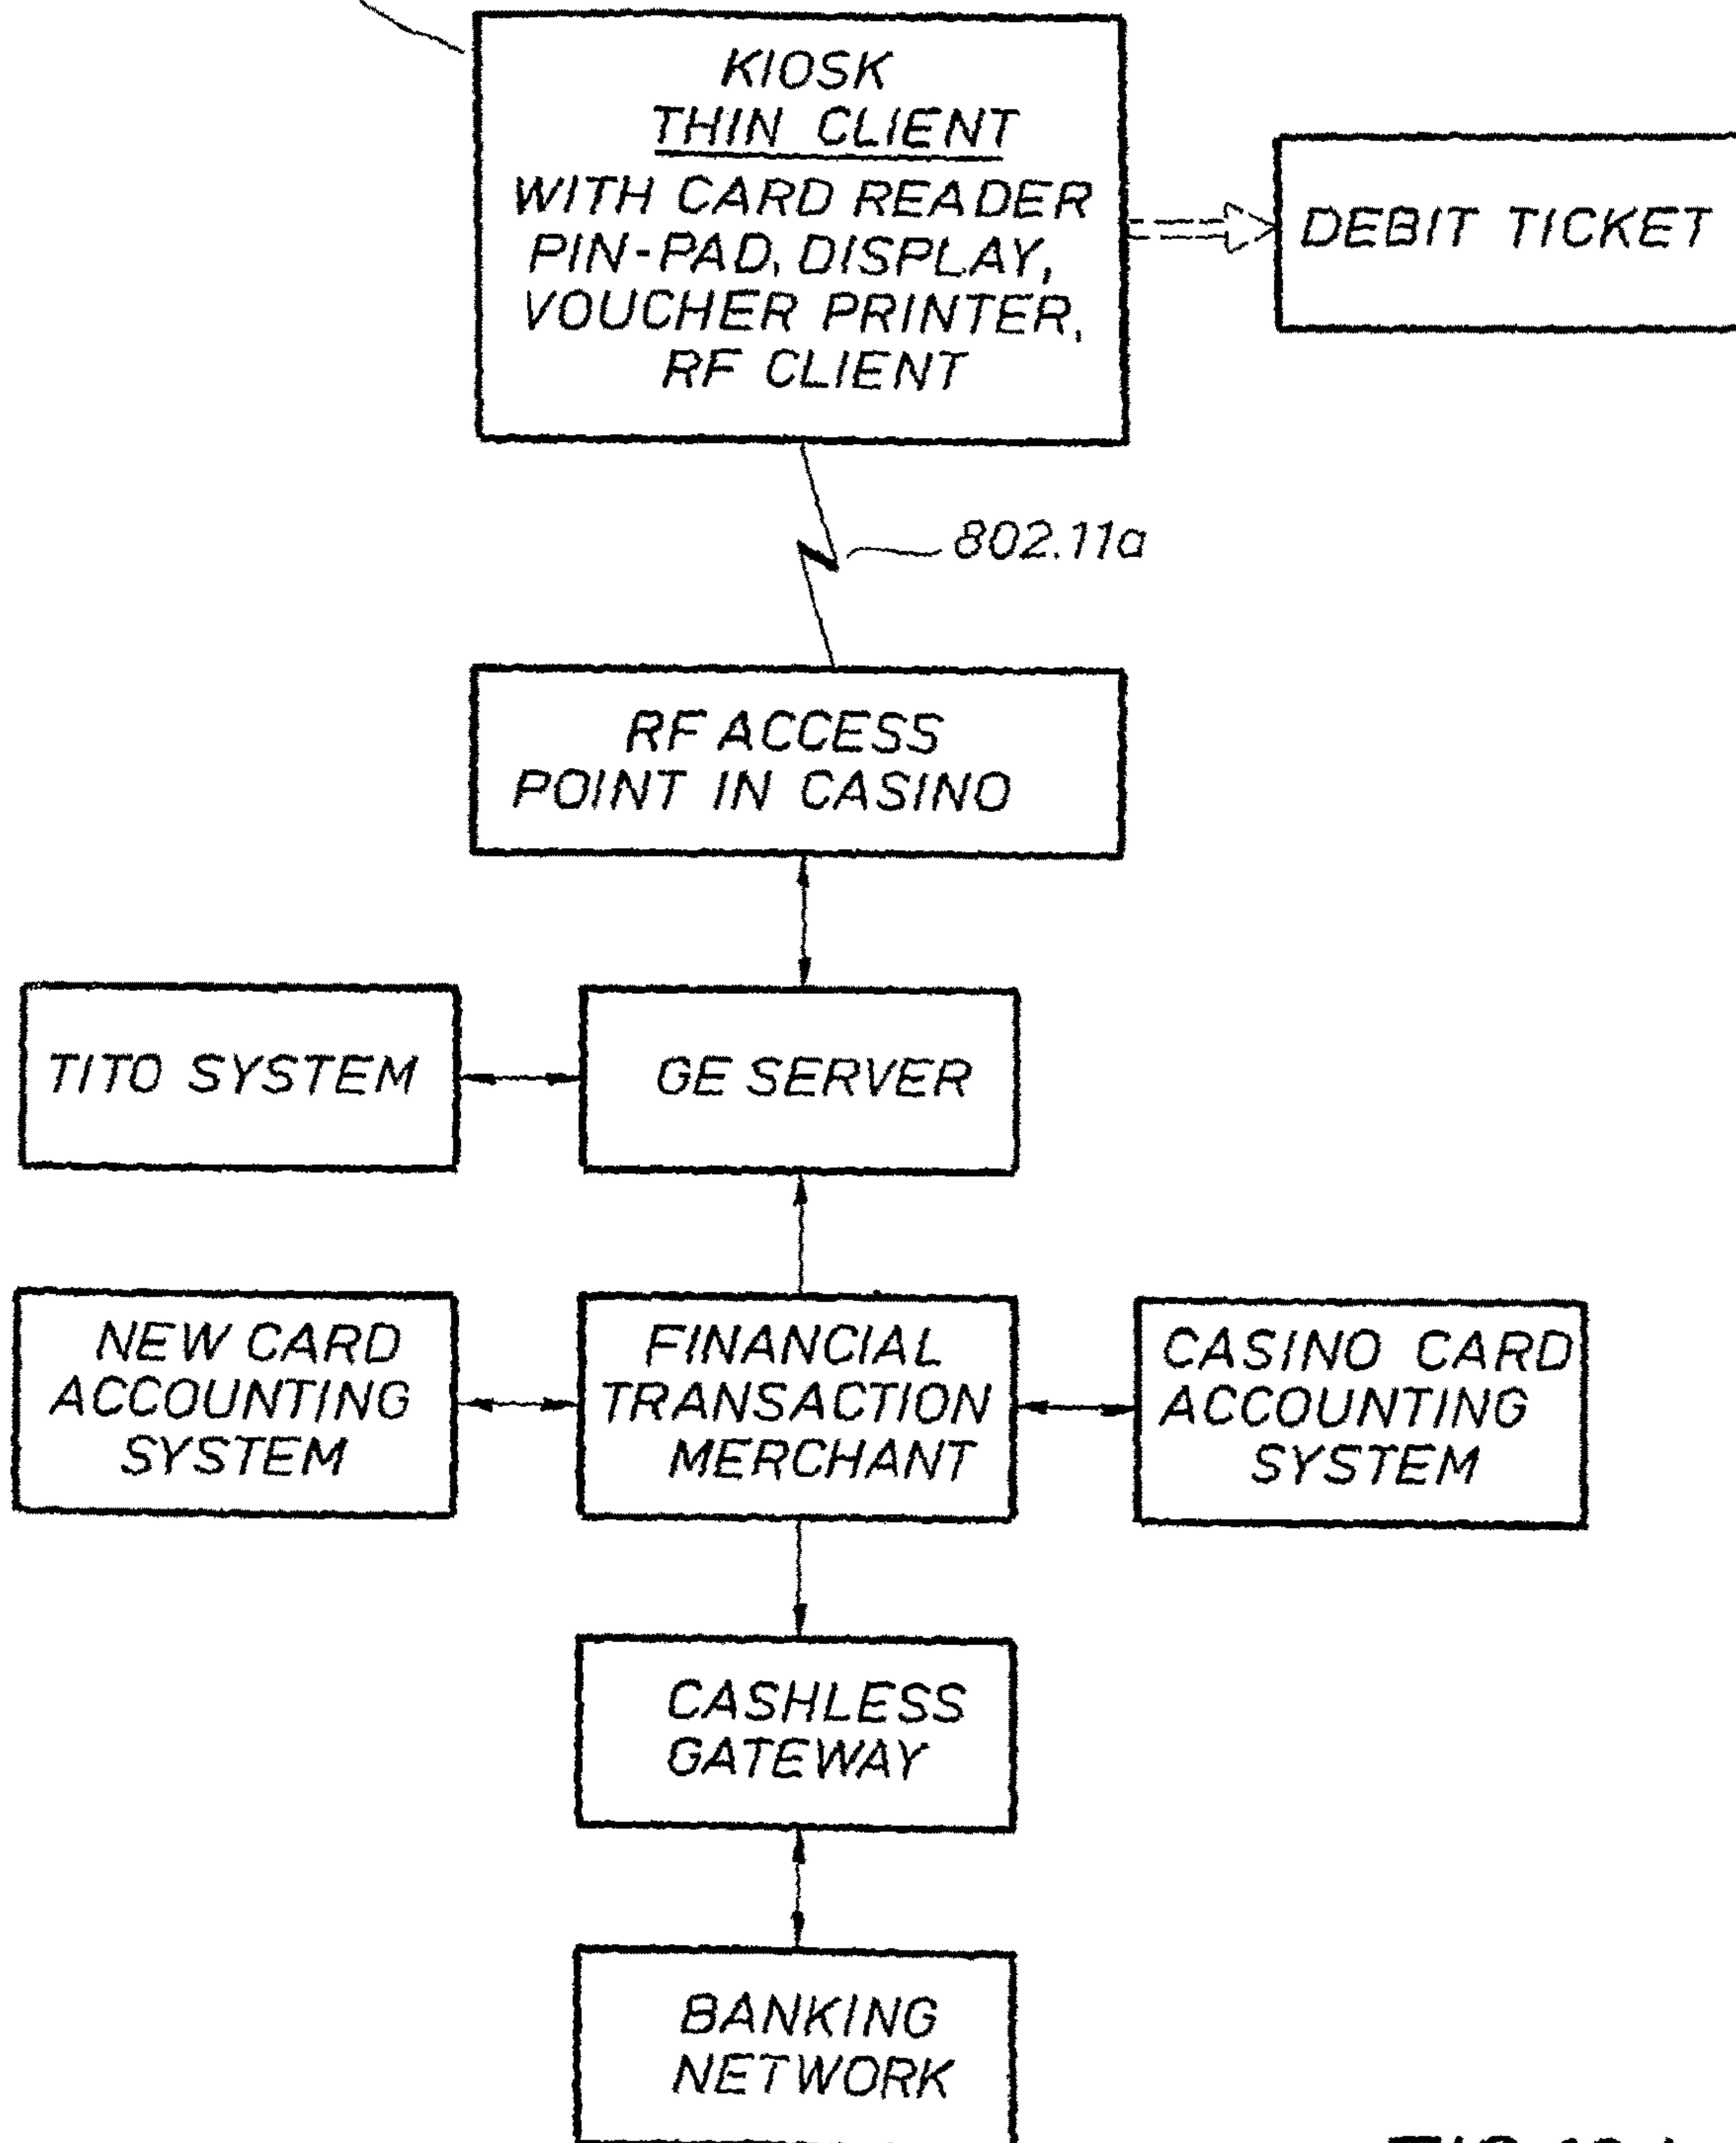 KIOSK
THIN CLIENT
WITH CARD READER
PIN-PAD, DISPLAY,
VOUCHER PRINTER,
RF CLIENT
DEBIT TICKET
802.11a
RF ACCESS
POINT IN CASINO
TITO SYSTEM
GE SERVER
NEW CARD
ACCOUNTING
SYSTEM
FINANCIAL
TRANSACTION
MERCHANT
CASINO CARD
ACCOUNTING
SYSTEM
CASHLESS
GATEWAY
BANKING
NETWORK